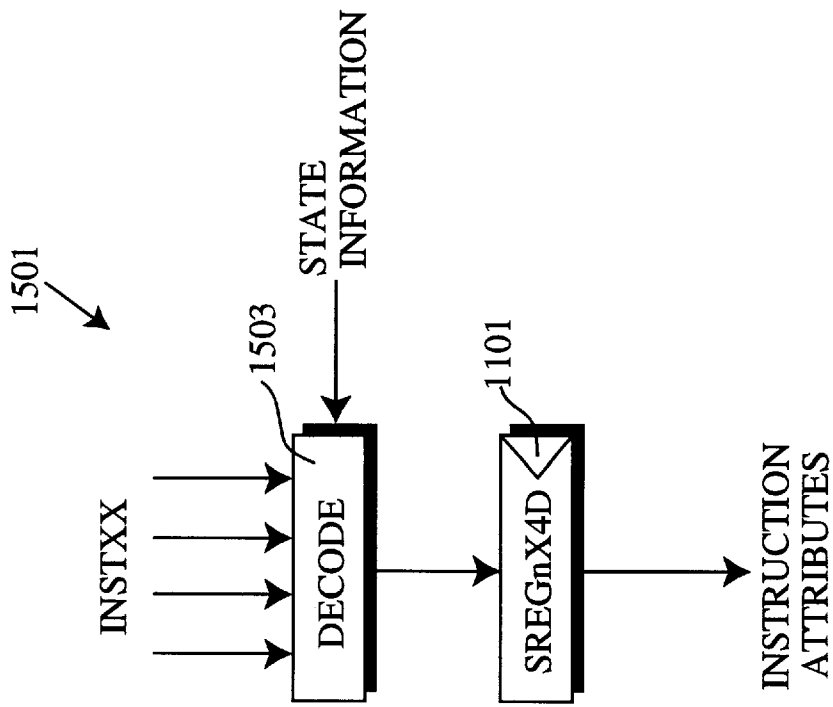 1501
INSTXX
1503
DECODE
STATE
INFORMATION
1101
SREGnX4D
INSTRUCTION
ATTRIBUTES